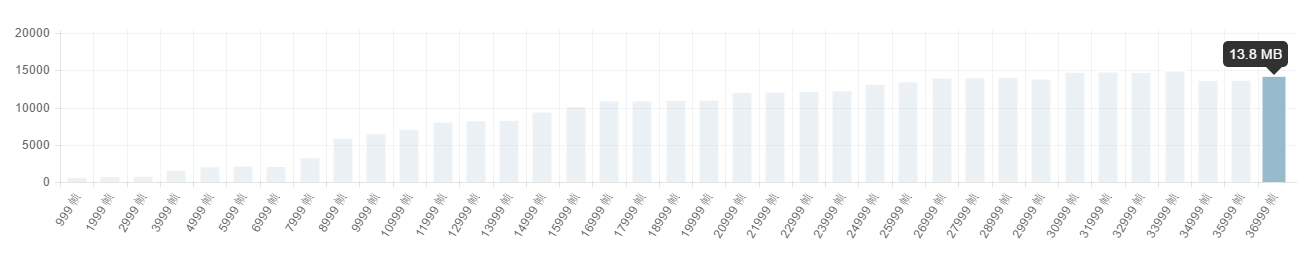 20000
15000
10000
5000
0
13.8 MB
999 帧
1999 帧
2999 帧
3999 帧
4999 帧
5999 帧
6999 帧
7999 帧
8999 帧
9999 帧
10999 帧
11999 帧
12999 帧
13999 帧
14999 帧
15999 帧
16999 帧
17999 帧
18999 帧
19999 帧
20999 帧
21999 帧
22999 帧
23999 帧
24999 帧
25999 帧
26999 帧
27999 帧
28999 帧
29999 帧
30999 帧
31999 帧
32999 帧
33999 帧
34999 帧
35999 帧
36999 帧